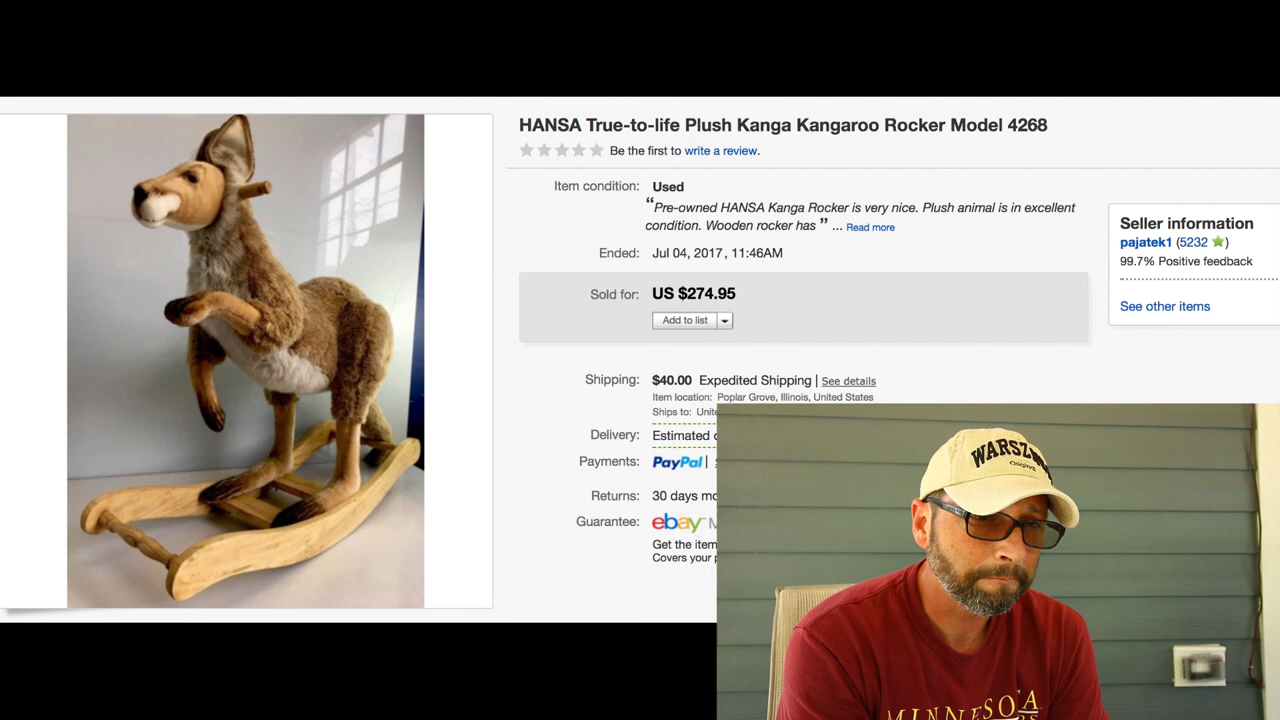 HANSA True-to-life Plush Kanga Kangaroo Rocker Model 4268
Be the first to write a review.
Item condition: Used
“Pre-owned HANSA Kanga Rocker is very nice. Plush animal is in excellent
condition. Wooden rocker has ” ... Read more
Ended: Jul 04, 2017, 11:46AM
Sold for: US $274.95
Add to list
Shipping: $40.00 Expedited Shipping | See details
Item location: Poplar Grove, Illinois, United States
Ships to:
Delivery: Estimated
Payments: PayPal |
Returns: 30 days
Guarantee: ebay
Get the item
Covers your
Seller information
pajatek1 (5232)
99.7% Positive feedback
See other items
Original
MINNESOTA